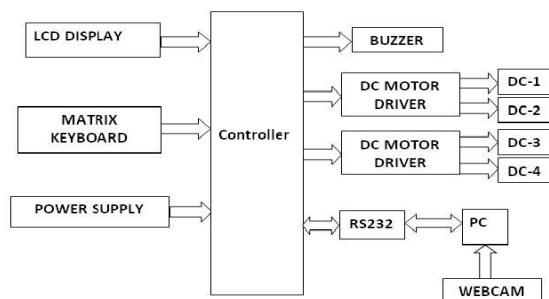 LCD DISPLAY
MATRIX
KEYBOARD
POWER SUPPLY
Controller
BUZZER
DC MOTOR
DRIVER
DC-1
DC-2
DC MOTOR
DRIVER
DC-3
DC-4
RS232
PC
WEBCAM